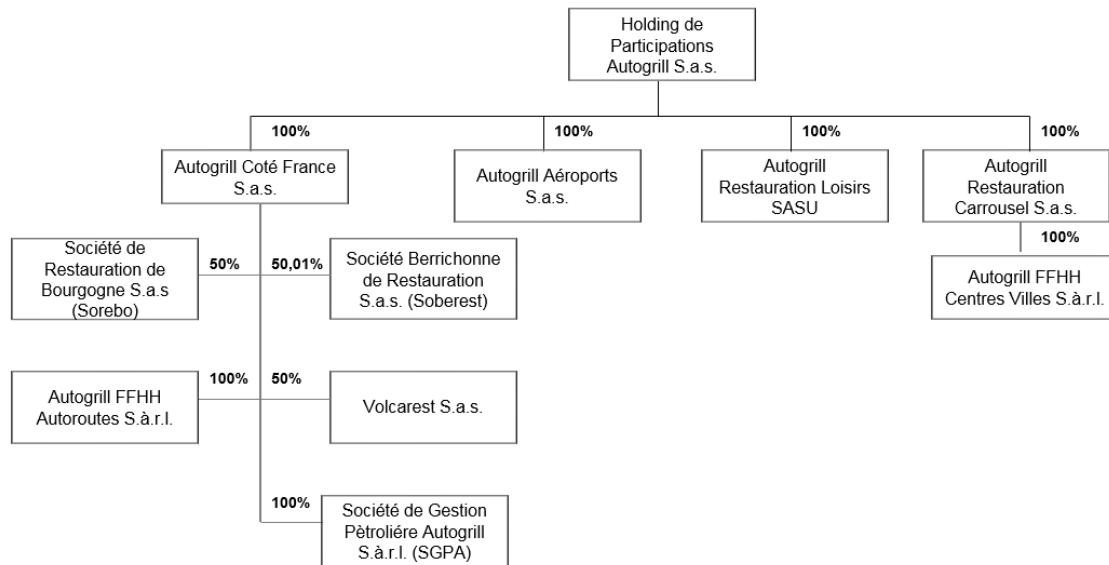 Holding de
Participations
Autogrill S.a.s.
100%
100%
100%
100%
Autogrill Coté France
S.a.s.
Autogrill Aéroports
S.a.s.
Autogrill
Restauration Loisirs
SASU
Autogrill
Restauration
Carrousel S.a.s.
100%
Autogrill FFHH
Centres Villes S.à.r.l.
Société de
Restauration de
Bourgogne S.a.s
(Sorebo)
50%
50,01%
Société Berrichonne
de Restauration
S.a.s. (Soberest)
Autogrill FFHH
Autoroutes S.à.r.l.
100%
50%
Volcarest S.a.s.
100%
Société de Gestion
Pètroliére Autogrill
S.à.r.l. (SGPA)